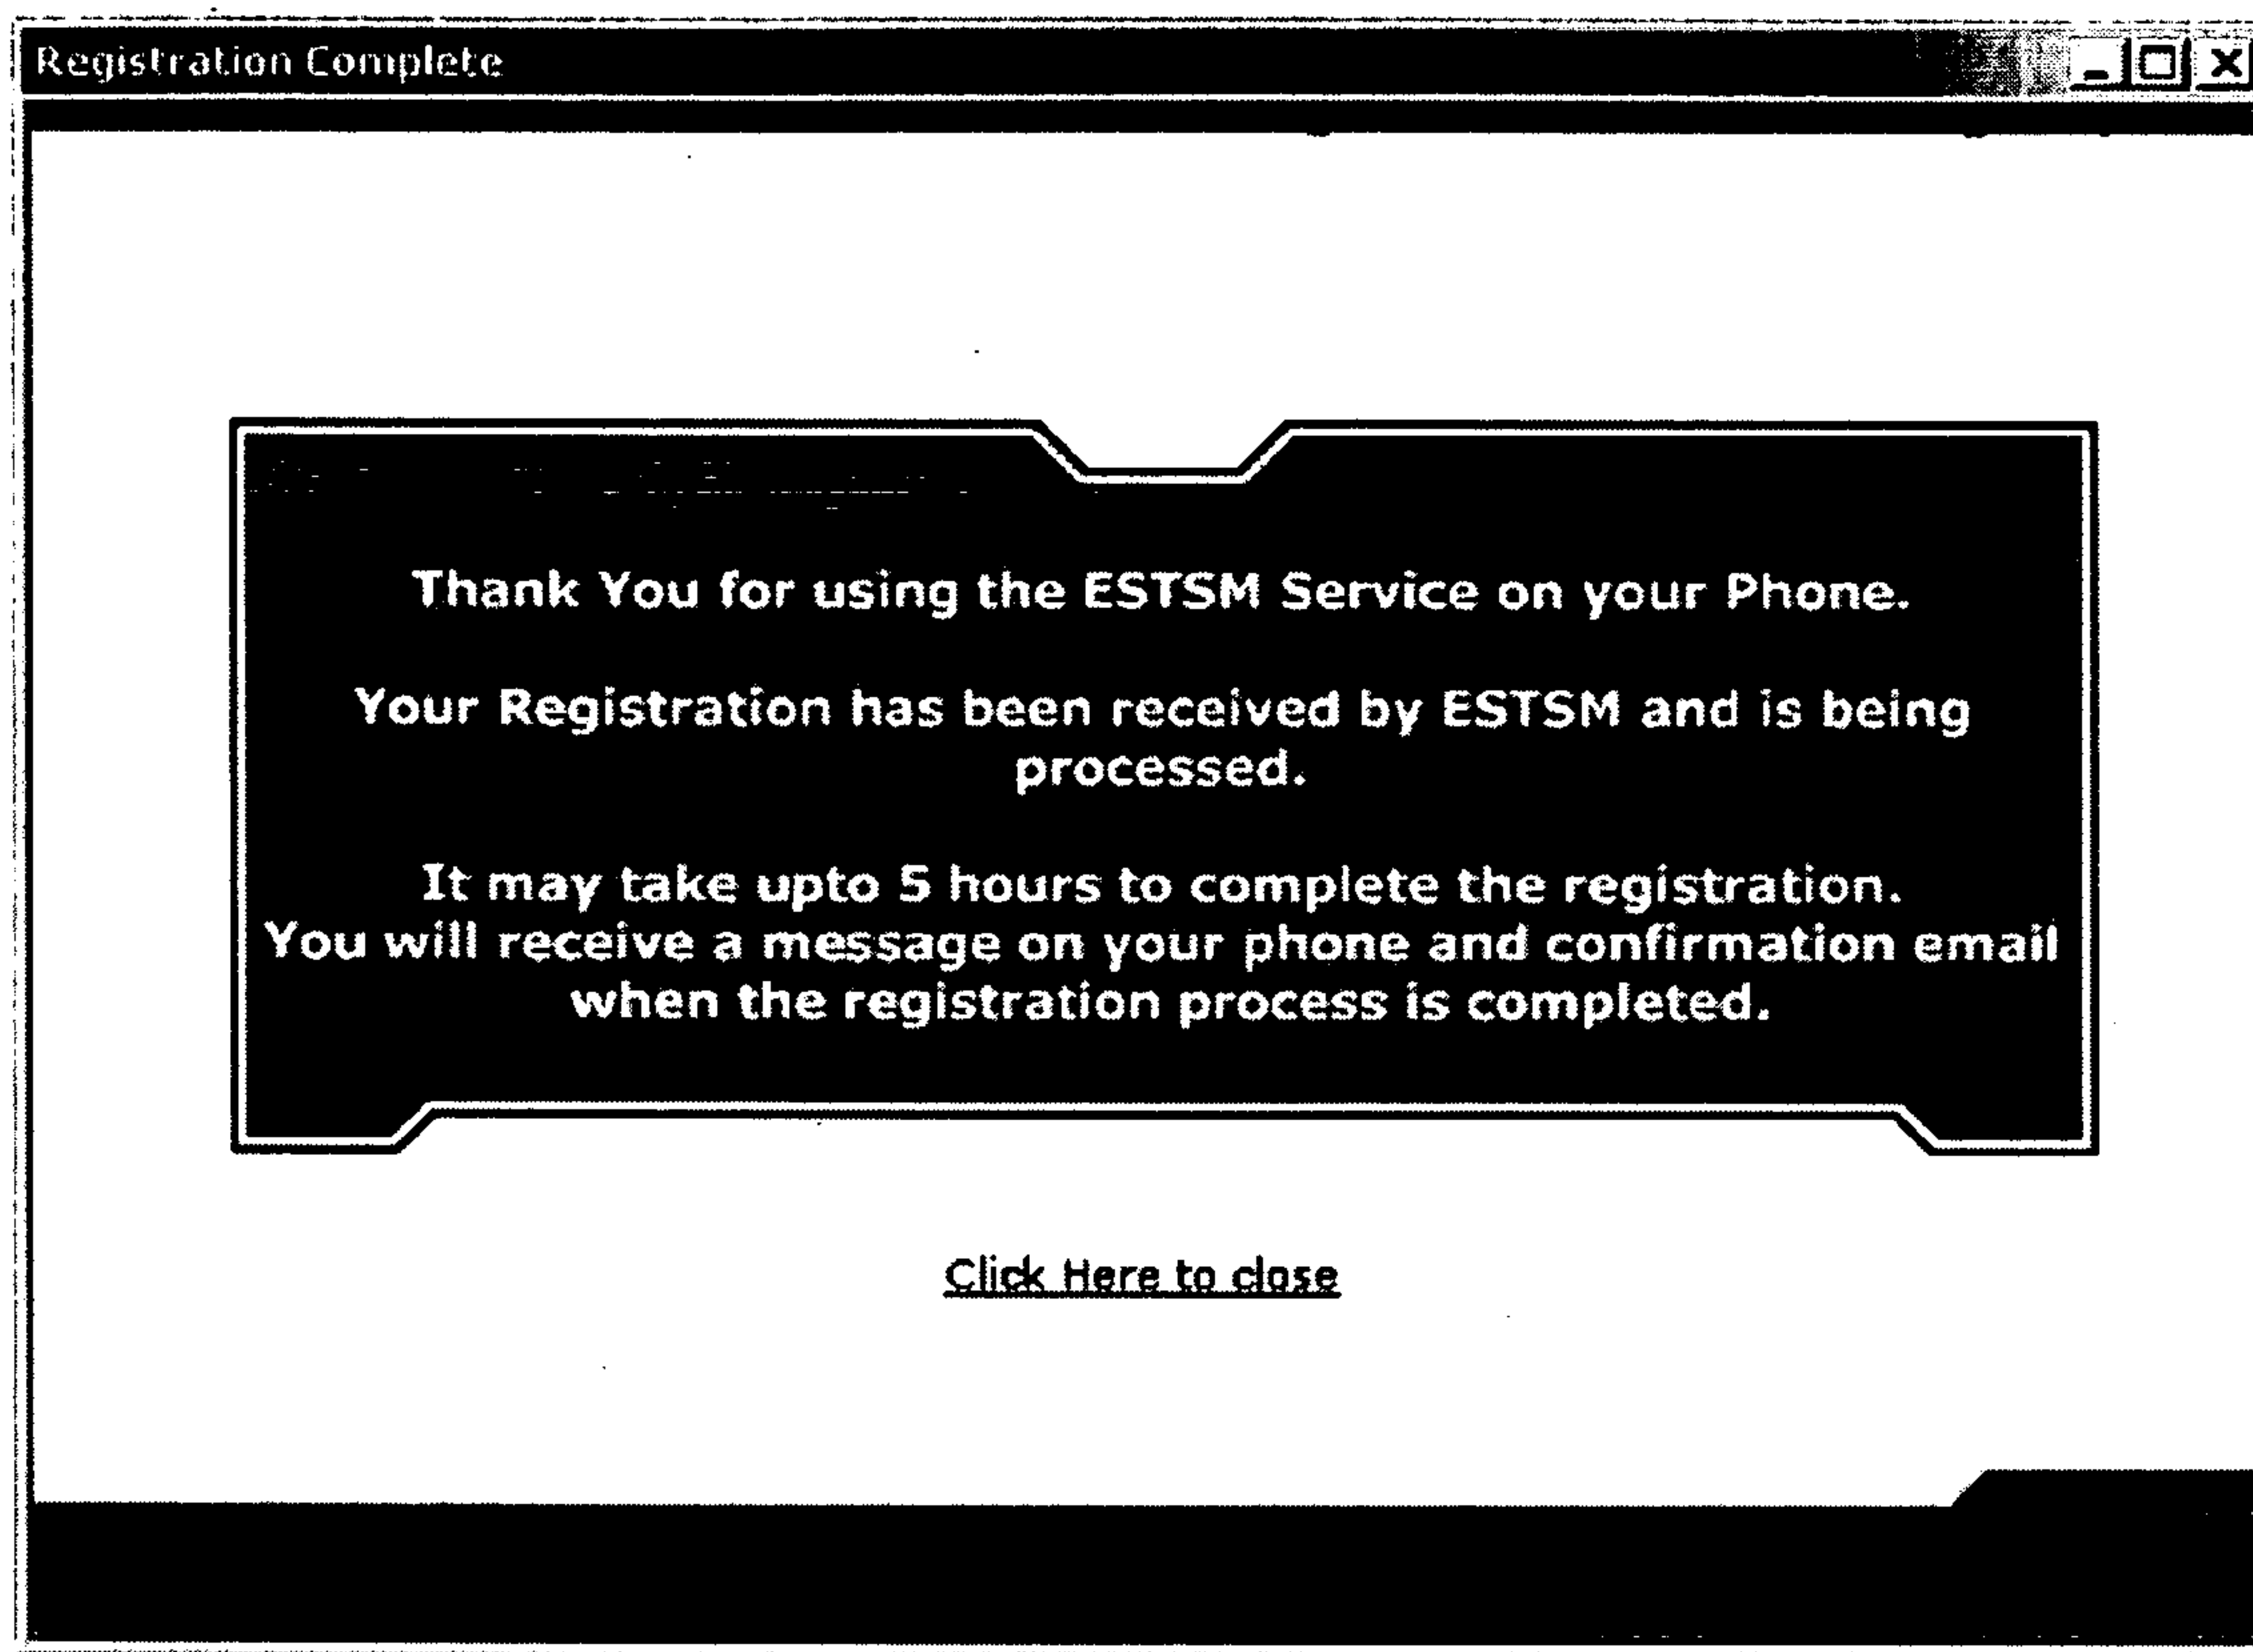 Registration Complete
Thank You for using the ESTSM Service on your Phone.
Your Registration has been received by ESTSM and is being
processed.
It may take upto 5 hours to complete the registration.
You will receive a message on your phone and confirmation email
when the registration process is completed.
Click Here to close